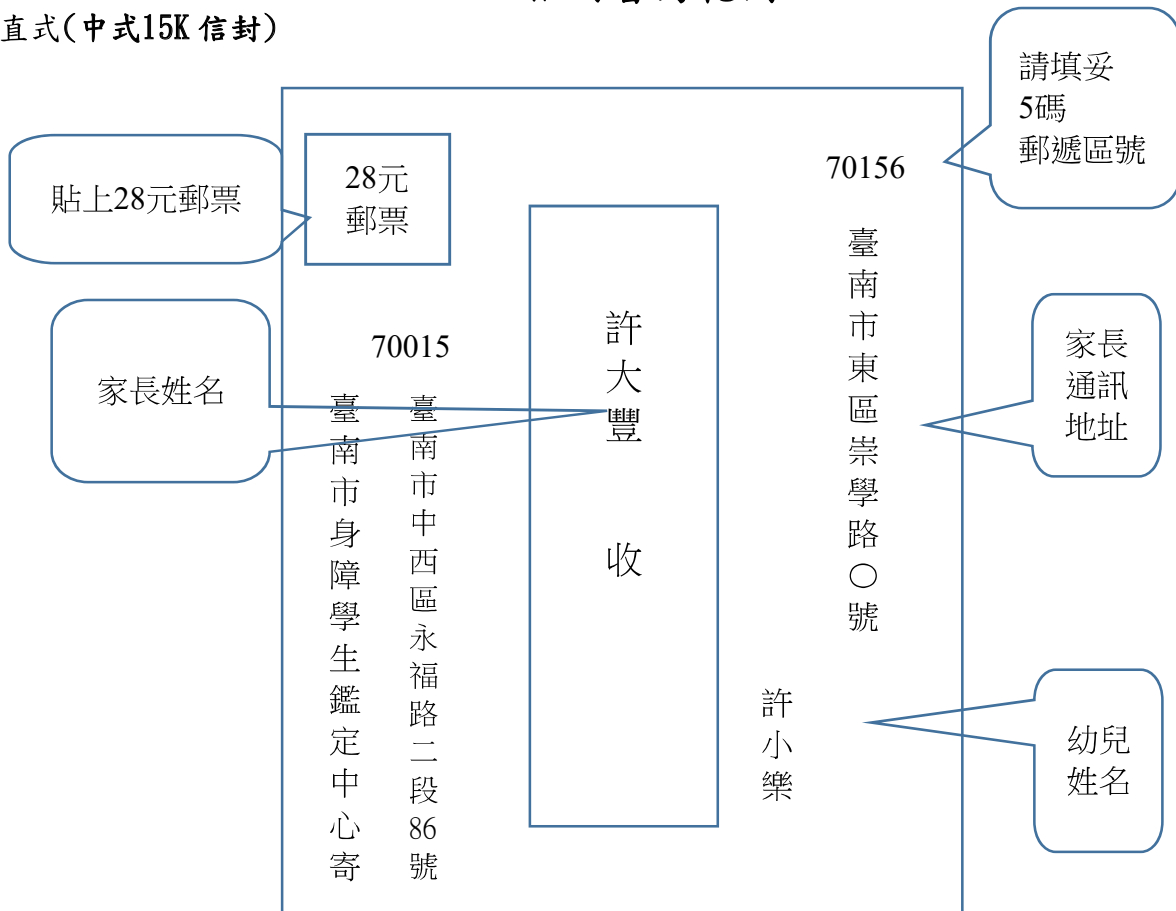 直式(中式15K信封)
請填妥
5碼
郵遞區號
貼上28元郵票
28元
郵票
70156
臺南市東區崇學路○號
家長
通訊
地址
許小樂
幼兒
姓名
許大豐 收
家長姓名
70015
臺南市中西區永福路二段86號
臺南市身障學生鑑定中心寄